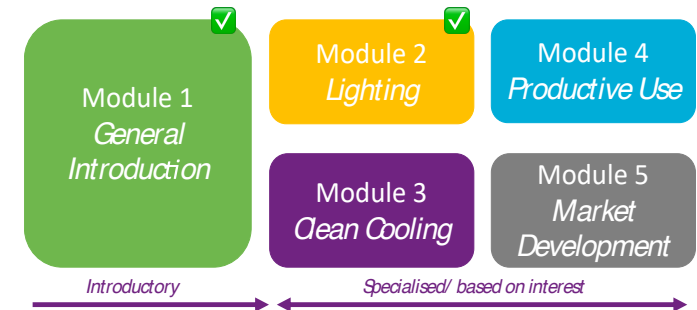 Module 1
General
Introduction
Module 2
Lighting
Module 4
Productive Use
Module 3
Clean Cooling
Module 5
Market
Development
Introductory
Specialised/ based on interest